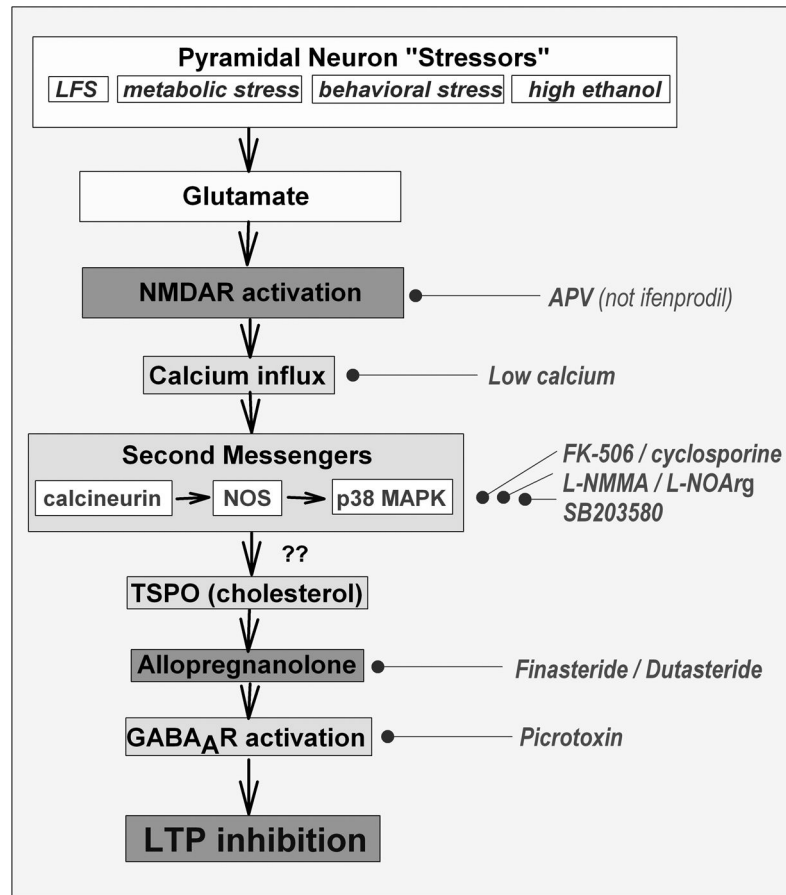 Pyramidal Neuron "Stressors"
LFS metabolic stress behavioral stress high ethanol
Glutamate
NMDAR activation
APV (not ifenprodil)
Calcium influx
Low calcium
Second Messengers
calcineurin NOS p38 MAPK
FK-506 / cyclosporine
L-NMMA / L-NOArg
SB203580
??
TSPO (cholesterol)
Allopregnanolone
Finasteride / Dutasteride
GABAAR activation
Picrotoxin
LTP inhibition